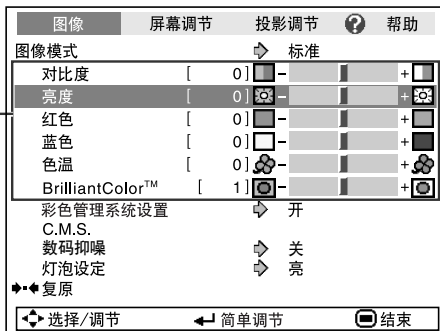 图像 屏幕调节 投影调节 ? 帮助
图像模式 标准
对比度 [ 0] - +
亮度 [ 0] - +
红色 [ 0] - +
蓝色 [ 0] - +
色温 [ 0] - +
BrilliantColor™ [ 1] - +
彩色管理系统设置 开
C.M.S.
数码抑噪 关
灯泡设定 亮
复原
选择/调节 简单调节 结束